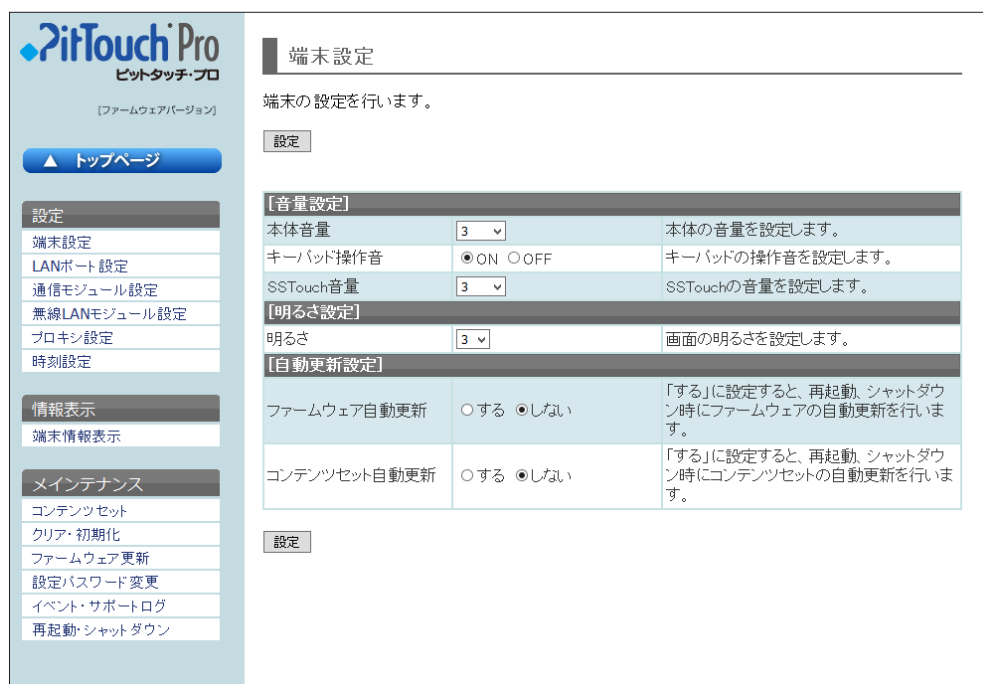 PitTouch Pro
ピットタッチ・プロ
[ファームウェアバージョン]
▲ トップページ
設定
端末設定
LANポート設定
通信モジュール設定
無線LANモジュール設定
プロキシ設定
時刻設定
情報表示
端末情報表示
メインテナンス
コンテンツセット
クリア・初期化
ファームウェア更新
設定パスワード変更
イベント・サポートログ
再起動・シャットダウン
端末設定
端末の設定を行います。
設定
[音量設定]
本体音量 3 本体の音量を設定します。
キーパッド操作音 ON OFF キーパッドの操作音を設定します。
SSTouch音量 3 SSTouchの音量を設定します。
[明るさ設定]
明るさ 3 画面の明るさを設定します。
[自動更新設定]
ファームウェア自動更新 する しない
「する」に設定すると、再起動、シャットダウ
ン時にファームウェアの自動更新を行いま
す。
コンテンツセット自動更新 する しない
「する」に設定すると、再起動、シャットダウ
ン時にコンテンツセットの自動更新を行いま
す。
設定